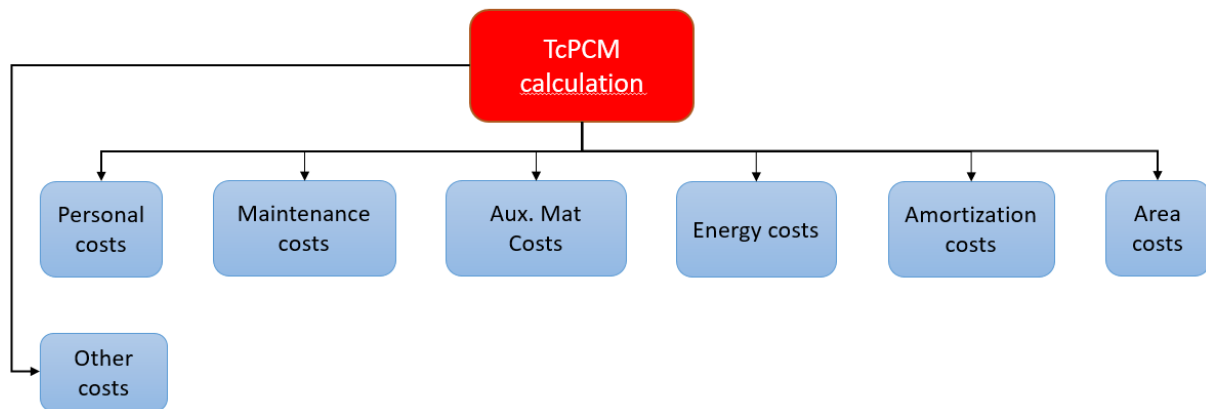 TcPCM
calculation
Personal
costs
Maintenance
costs
Aux. Mat
Costs
Energy costs
Amortization
costs
Area
costs
Other
costs